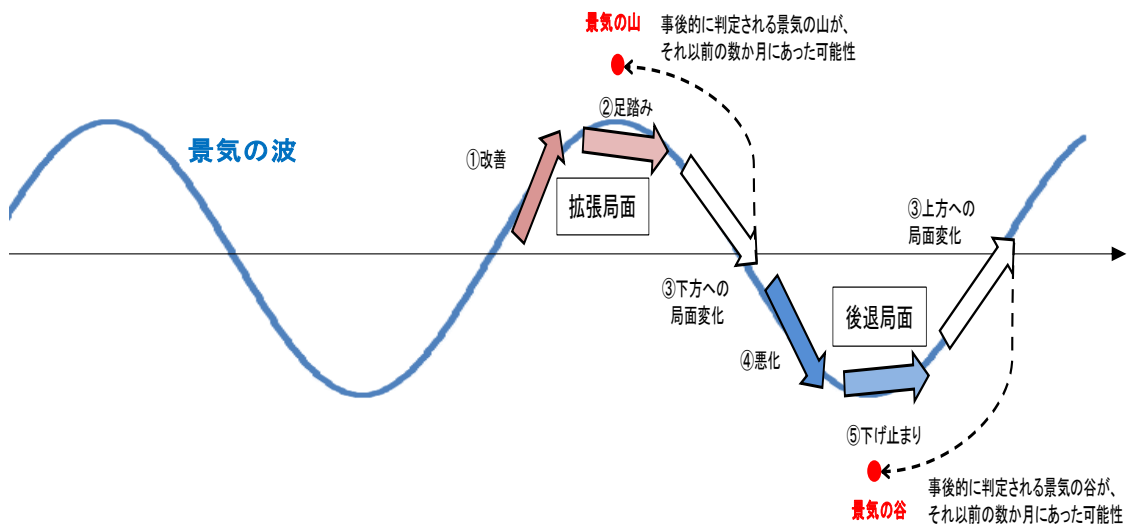 景気の山
事後的に判定される景気の山が、
それ以前の数か月にあった可能性
②足踏み
景気の波
①改善
拡張局面
③上方への
局面変化
③下方への
局面変化
後退局面
④悪化
⑤下げ止まり
景気の谷
事後的に判定される景気の谷が、
それ以前の数か月にあった可能性